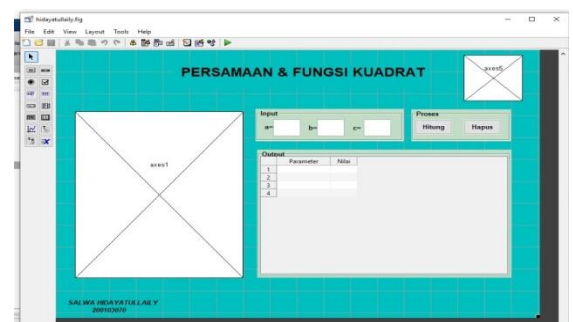 hidayatullaily.fig
File Edit View Layout Tools Help
PERSAMAAN & FUNGSI KUADRAT
axes5
Input
a= b= c=
Proses
Hitung Hapus
axes1
Output
Parameter Nilai
1
2
3
4
SALWA HIDAYATULLAILY
200103070